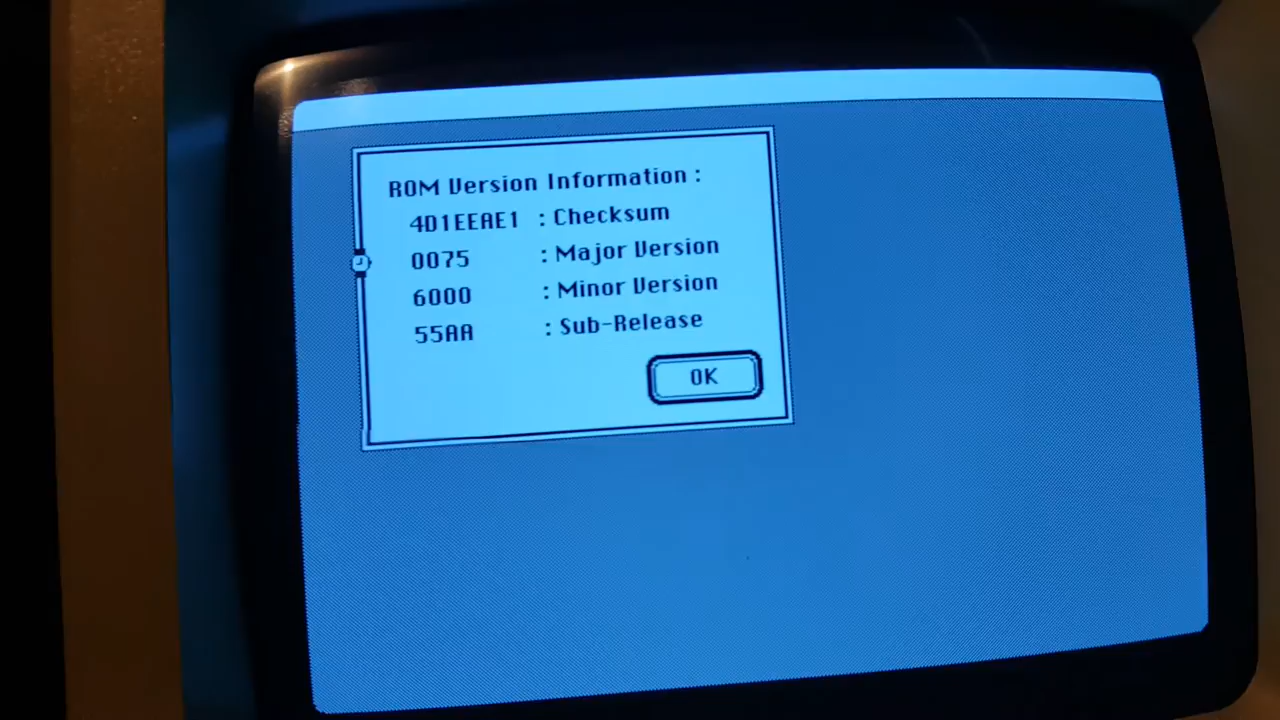 ROM Version Information :
4D1EEAE1 : Checksum
0075 : Major Version
6000 : Minor Version
55AA : Sub-Release
OK